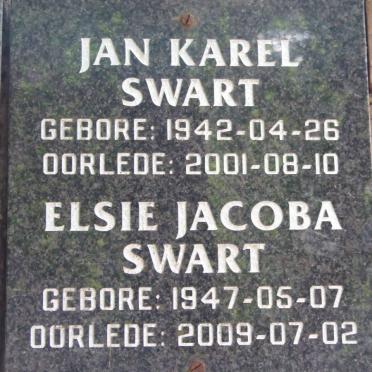 JAN KAREL
SWART
GEBORE: 1942-04-26
OORLEDE: 2001-08-10
ELSIE JACOBA
SWART
GEBORE: 1947-05-07
OORLEDE: 2009-07-02